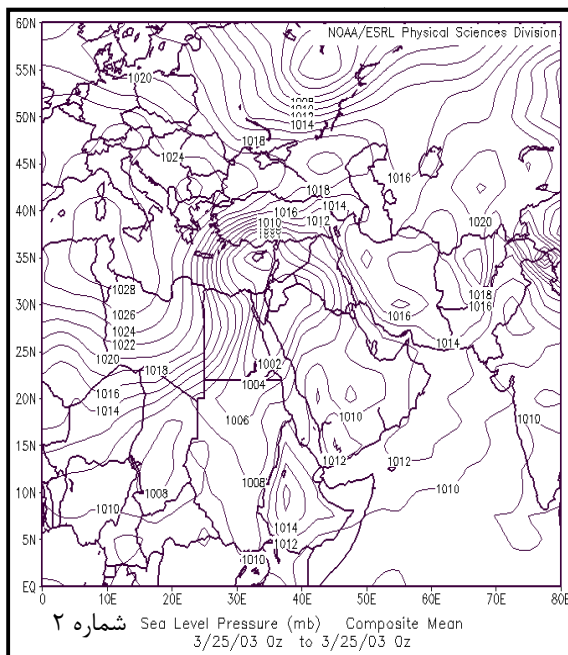 NOAA/ESRL Physical Sciences Division
60N
1020
1008
1010
1012
1014
50N
1018
1024
45N
1016
1018
1016
1014
1010
1012
40N
1020
35N
1028
1018
30N
1026
1016
1016
1024
1014
1022
25N
1020
1018
1002
1016
1004
20N
1014
1006
1010
1010
15N
1012
1012
1008
1008
10N
1010
1010
1014
5N
1012
1010
EQ
0 10E 20E 30E 40E 50E 60E 70E 80E
شماره ۲ Sea Level Pressure (mb) Composite Mean
3/25/03 0z to 3/25/03 0z